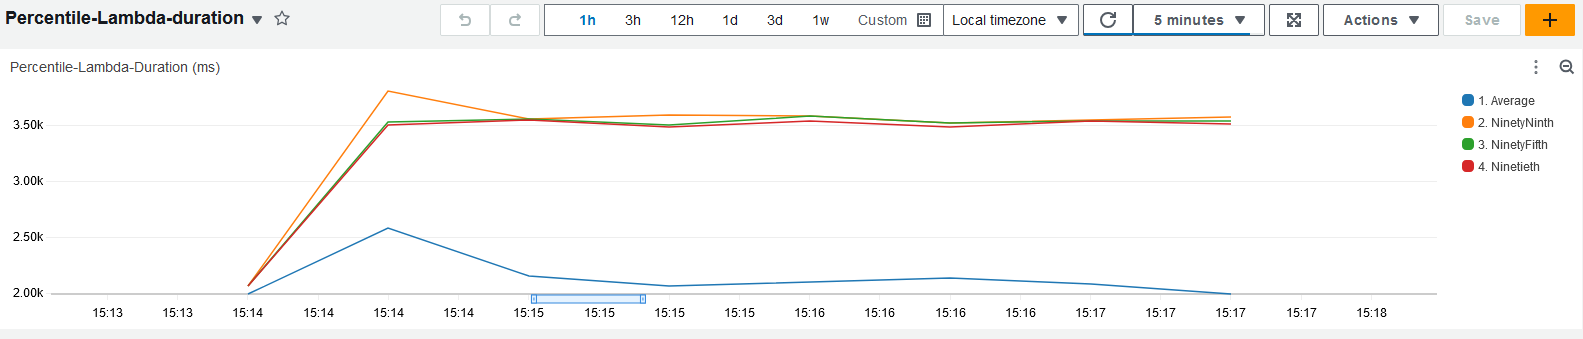 Percentile-Lambda-duration
1h 3h 12h 1d 3d 1w Custom Local timezone 5 minutes Actions Save
Percentile-Lambda-Duration (ms)
1. Average
2. NinetyNinth
3. NinetyFifth
4. Ninetieth
3.50k
3.00k
2.50k
2.00k
15:13 15:13 15:14 15:14 15:14 15:14 15:15 15:15 15:15 15:15 15:16 15:16 15:16 15:16 15:17 15:17 15:17 15:17 15:18